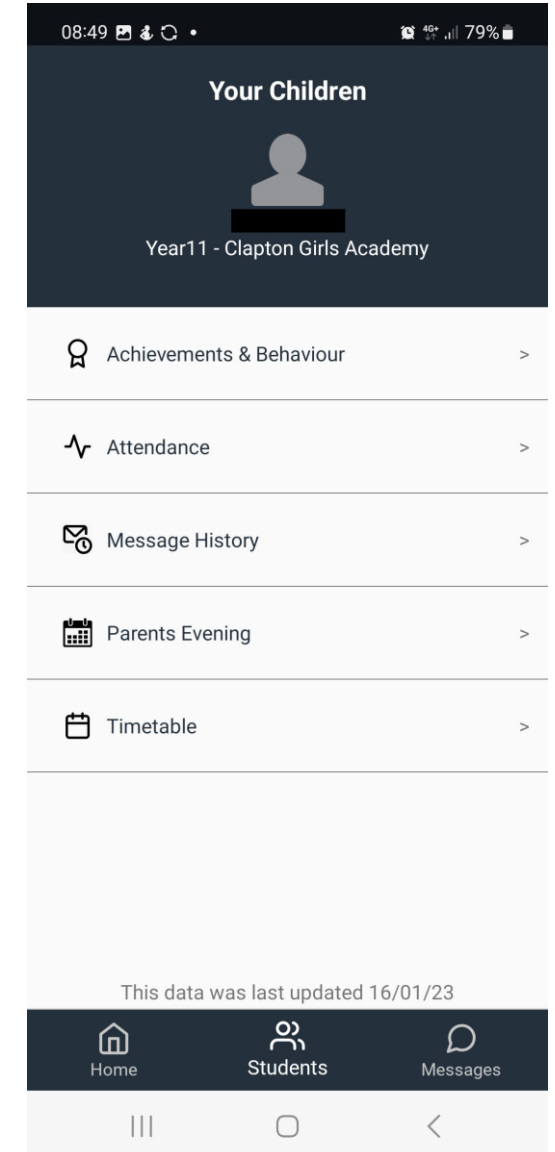 08:49 4G+ 79%
Your Children
Year11 - Clapton Girls Academy
Achievements & Behaviour >
Attendance >
Message History >
Parents Evening >
Timetable >
This data was last updated 16/01/23
Home Students Messages